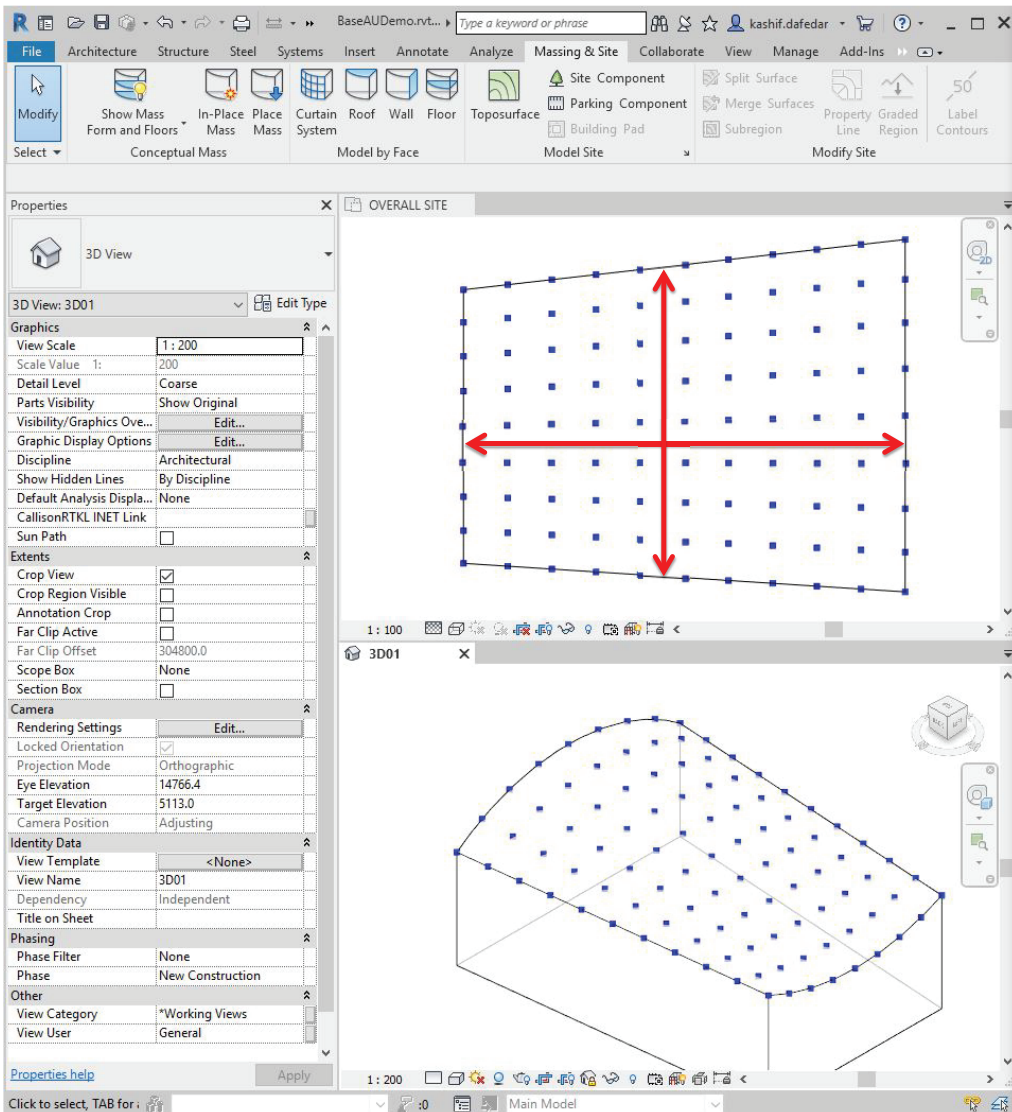 BaseAUDemo.rvt... Type a keyword or phrase kashif.dafedar
File Architecture Structure Steel Systems Insert Annotate Analyze Massing & Site Collaborate View Manage Add-Ins
Modify
Show Mass Form and Floors
In-Place Mass
Place Mass
Curtain System
Roof
Wall
Floor
Toposurface
Site Component
Parking Component
Building Pad
Split Surface
Merge Surfaces
Subregion
Property Line
Graded Region
50
Label Contours
Select Conceptual Mass Model by Face Model Site Modify Site
Properties
3D View
3D View: 3D01 Edit Type
Graphics
View Scale 1 : 200
Scale Value 1: 200
Detail Level Coarse
Parts Visibility Show Original
Visibility/Graphics Ove... Edit...
Graphic Display Options Edit...
Discipline Architectural
Show Hidden Lines By Discipline
Default Analysis Displa... None
CallisonRTKL INET Link
Sun Path
Extents
Crop View
Crop Region Visible
Annotation Crop
Far Clip Active
Far Clip Offset 304800.0
Scope Box None
Section Box
Camera
Rendering Settings Edit...
Locked Orientation
Projection Mode Orthographic
Eye Elevation 14766.4
Target Elevation 5113.0
Camera Position Adjusting
Identity Data
View Template <None>
View Name 3D01
Dependency Independent
Title on Sheet
Phasing
Phase Filter None
Phase New Construction
Other
View Category *Working Views
View User General
Properties help Apply
OVERALL SITE
2D
1 : 100
3D01
1 : 200
Click to select, TAB for :0 Main Model